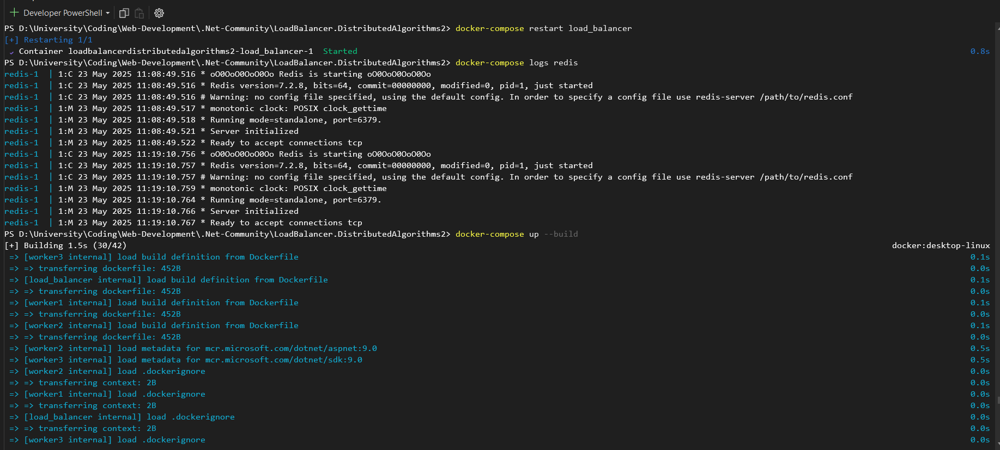 Developer PowerShell
PS D:\University\Coding\Web-Development\.Net-Community\LoadBalancer.DistributedAlgorithms2> docker-compose restart load_balancer
[+] Restarting 1/1
✓ Container loadbalancerdistributedalgorithms2-load_balancer-1  Started 0.8s
PS D:\University\Coding\Web-Development\.Net-Community\LoadBalancer.DistributedAlgorithms2> docker-compose logs redis
redis-1  | 1:C 23 May 2025 11:08:49.516 * oO0OoO0OoO0Oo Redis is starting oO0OoO0OoO0Oo
redis-1  | 1:C 23 May 2025 11:08:49.516 * Redis version=7.2.8, bits=64, commit=00000000, modified=0, pid=1, just started
redis-1  | 1:C 23 May 2025 11:08:49.516 # Warning: no config file specified, using the default config. In order to specify a config file use redis-server /path/to/redis.conf
redis-1  | 1:M 23 May 2025 11:08:49.517 * monotonic clock: POSIX clock_gettime
redis-1  | 1:M 23 May 2025 11:08:49.518 * Running mode=standalone, port=6379.
redis-1  | 1:M 23 May 2025 11:08:49.521 * Server initialized
redis-1  | 1:M 23 May 2025 11:08:49.522 * Ready to accept connections tcp
redis-1  | 1:C 23 May 2025 11:19:10.756 * oO0OoO0OoO0Oo Redis is starting oO0OoO0OoO0Oo
redis-1  | 1:C 23 May 2025 11:19:10.757 * Redis version=7.2.8, bits=64, commit=00000000, modified=0, pid=1, just started
redis-1  | 1:C 23 May 2025 11:19:10.757 # Warning: no config file specified, using the default config. In order to specify a config file use redis-server /path/to/redis.conf
redis-1  | 1:M 23 May 2025 11:19:10.759 * monotonic clock: POSIX clock_gettime
redis-1  | 1:M 23 May 2025 11:19:10.764 * Running mode=standalone, port=6379.
redis-1  | 1:M 23 May 2025 11:19:10.766 * Server initialized
redis-1  | 1:M 23 May 2025 11:19:10.767 * Ready to accept connections tcp
PS D:\University\Coding\Web-Development\.Net-Community\LoadBalancer.DistributedAlgorithms2> docker-compose up --build
[+] Building 1.5s (30/42) docker:desktop-linux
=> [worker3 internal] load build definition from Dockerfile 0.1s
=> => transferring dockerfile: 452B 0.0s
=> [load_balancer internal] load build definition from Dockerfile 0.1s
=> => transferring dockerfile: 452B 0.0s
=> [worker1 internal] load build definition from Dockerfile 0.1s
=> => transferring dockerfile: 452B 0.0s
=> [worker2 internal] load build definition from Dockerfile 0.1s
=> => transferring dockerfile: 452B 0.0s
=> [worker2 internal] load metadata for mcr.microsoft.com/dotnet/aspnet:9.0 0.5s
=> [worker3 internal] load metadata for mcr.microsoft.com/dotnet/sdk:9.0 0.5s
=> [worker2 internal] load .dockerignore 0.0s
=> => transferring context: 2B 0.0s
=> [worker1 internal] load .dockerignore 0.0s
=> => transferring context: 2B 0.0s
=> [load_balancer internal] load .dockerignore 0.0s
=> => transferring context: 2B 0.0s
=> [worker3 internal] load .dockerignore 0.0s